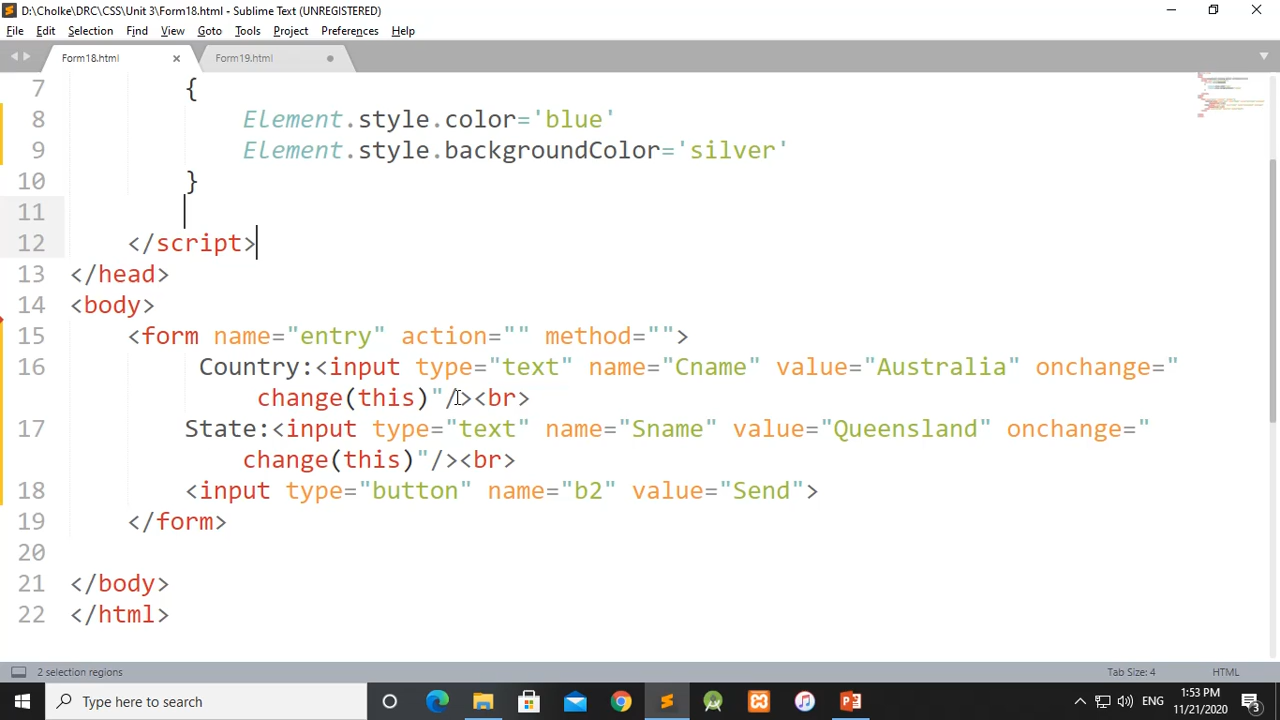 D:\Cholke\DRC\CSS\Unit 3\Form18.html - Sublime Text (UNREGISTERED)
File Edit Selection Find View Goto Tools Project Preferences Help
Form18.html Form19.html
7 {
8 Element.style.color='blue'
9 Element.style.backgroundColor='silver'
10 }
11
12 </script>
13 </head>
14 <body>
15 <form name="entry" action="" method="">
16 Country:<input type="text" name="Cname" value="Australia" onchange="
change(this)"/><br>
17 State:<input type="text" name="Sname" value="Queensland" onchange="
change(this)"/><br>
18 <input type="button" name="b2" value="Send">
19 </form>
20
21 </body>
22 </html>
2 selection regions Tab Size: 4 HTML
Type here to search ENG 1:53 PM
11/21/2020 3